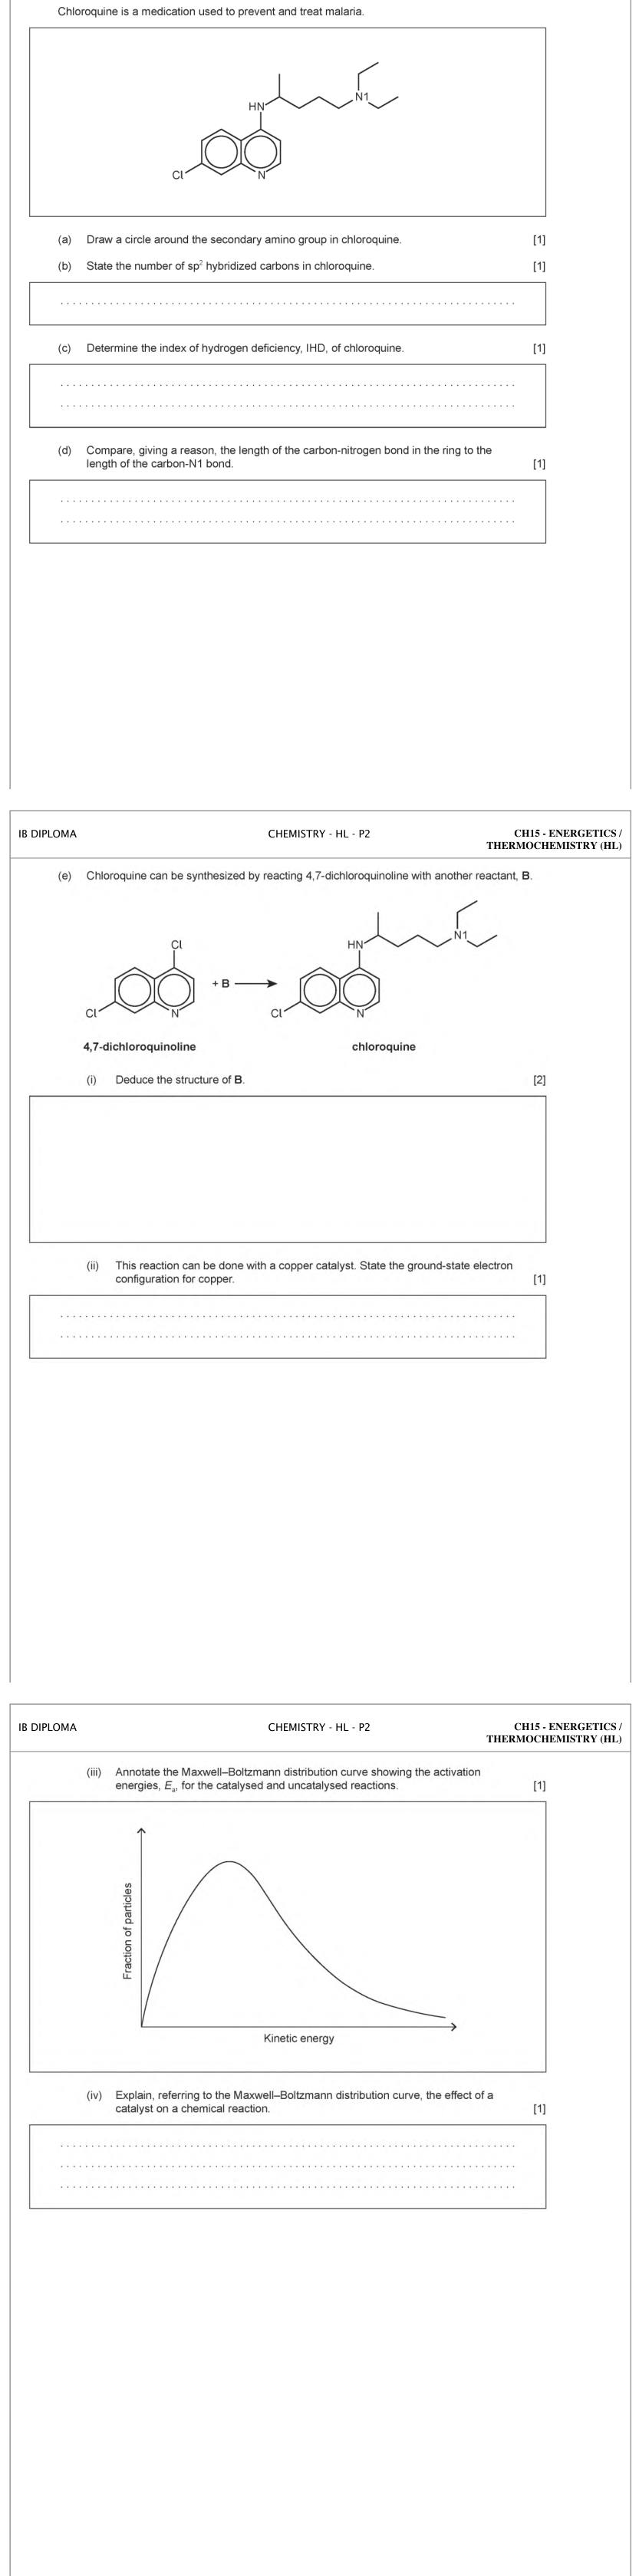 Chloroquine is a medication used to prevent and treat malaria.
HN
N1
Cl
N
(a) Draw a circle around the secondary amino group in chloroquine. [1]
(b) State the number of sp² hybridized carbons in chloroquine. [1]
(c) Determine the index of hydrogen deficiency, IHD, of chloroquine. [1]
(d) Compare, giving a reason, the length of the carbon-nitrogen bond in the ring to the
length of the carbon-N1 bond. [1]
IB DIPLOMA CHEMISTRY - HL - P2 CH15 - ENERGETICS /
THERMOCHEMISTRY (HL)
(e) Chloroquine can be synthesized by reacting 4,7-dichloroquinoline with another reactant, B.
Cl
HN
N1
+ B
Cl
N
Cl
N
4,7-dichloroquinoline chloroquine
(i) Deduce the structure of B. [2]
(ii) This reaction can be done with a copper catalyst. State the ground-state electron
configuration for copper. [1]
IB DIPLOMA CHEMISTRY - HL - P2 CH15 - ENERGETICS /
THERMOCHEMISTRY (HL)
(iii) Annotate the Maxwell–Boltzmann distribution curve showing the activation
energies, Eₐ, for the catalysed and uncatalysed reactions. [1]
Fraction of particles
Kinetic energy
(iv) Explain, referring to the Maxwell–Boltzmann distribution curve, the effect of a
catalyst on a chemical reaction. [1]